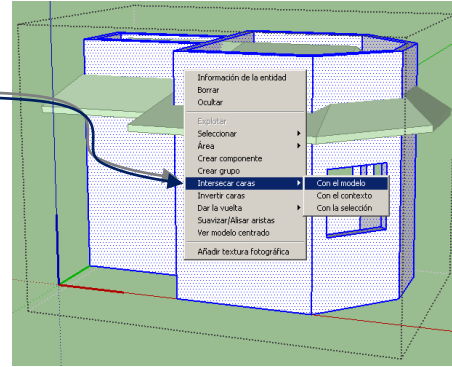 Información de la entidad
Borrar
Ocultar
Explotar
Seleccionar
Área
Crear componente
Crear grupo
Intersecar caras
Con el modelo
Invertir caras
Con el contexto
Dar la vuelta
Con la selección
Suavizar/Alisar aristas
Ver modelo centrado
Añadir textura fotográfica